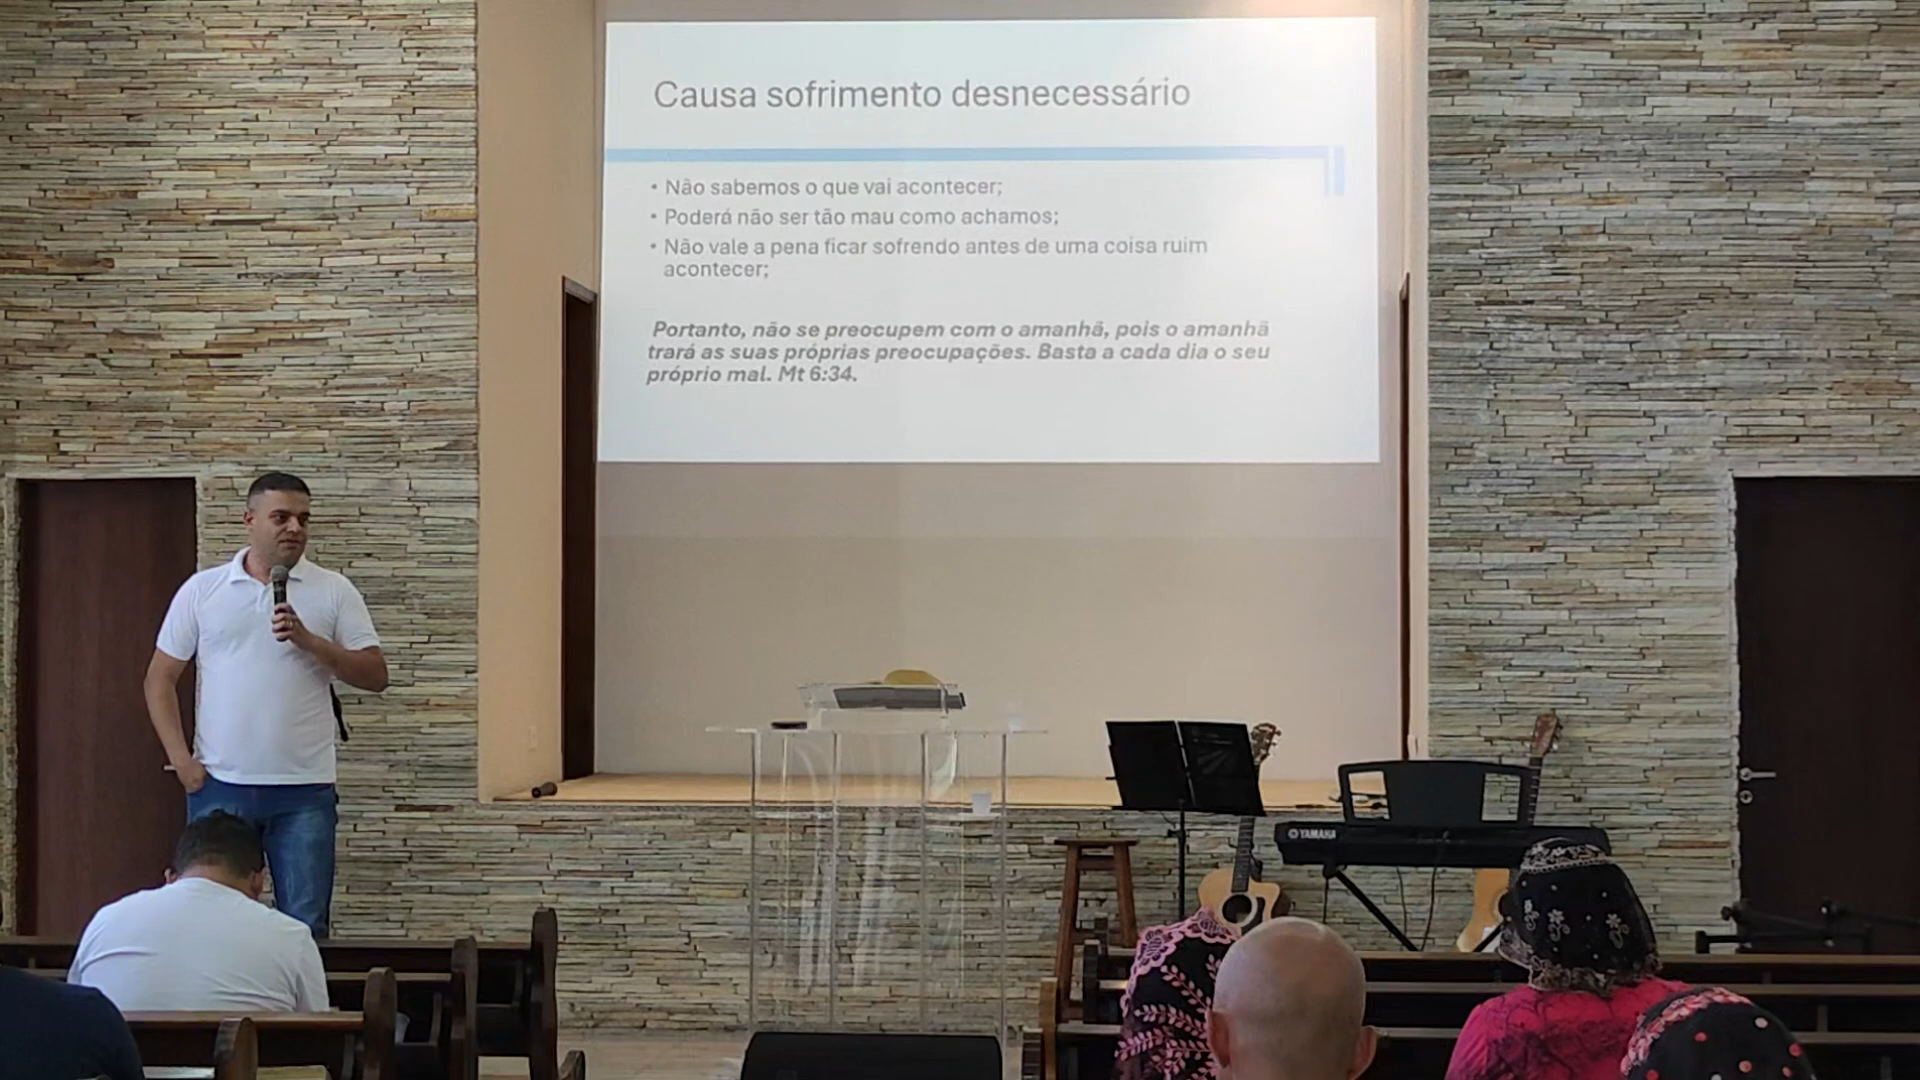 Causa sofrimento desnecessário
• Não sabemos o que vai acontecer;
• Poderá não ser tão mau como achamos;
• Não vale a pena ficar sofrendo antes de uma coisa ruim
acontecer;
Portanto, não se preocupem com o amanhã, pois o amanhã
trará as suas próprias preocupações. Basta a cada dia o seu
próprio mal. Mt 6:34.
YAMAHA